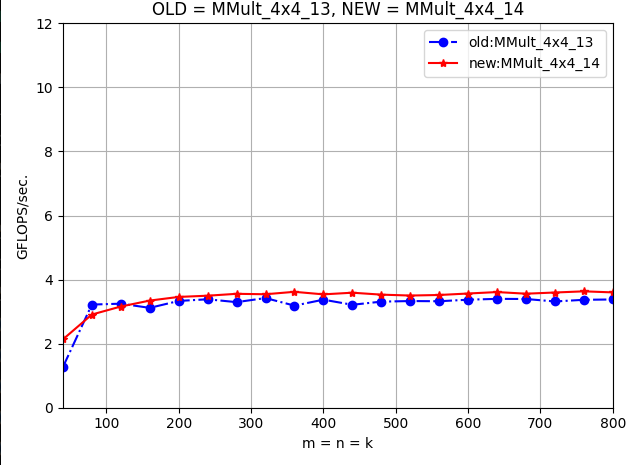 OLD = MMult_4x4_13, NEW = MMult_4x4_14
12
10
8
6
4
2
0
GFLOPS/sec.
old:MMult_4x4_13
new:MMult_4x4_14
100 200 300 400 500 600 700 800
m = n = k